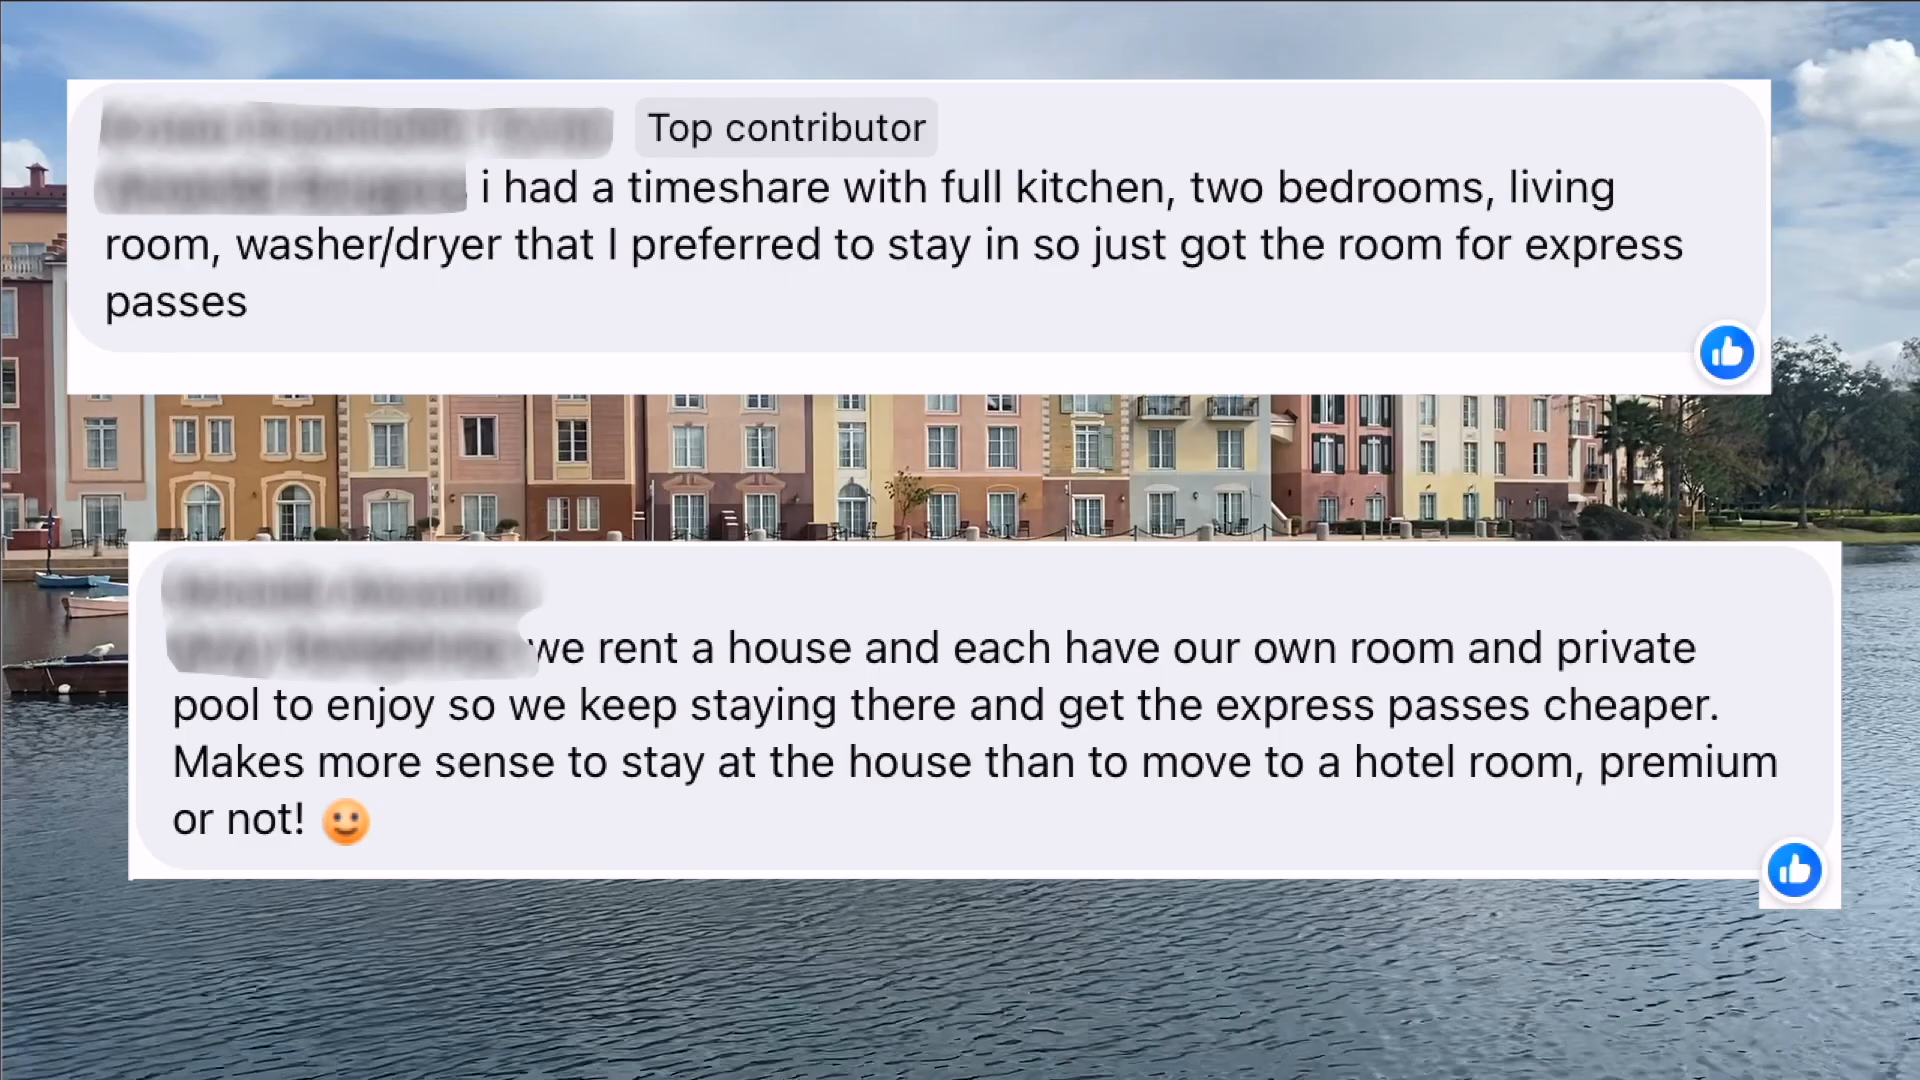 Top contributor
i had a timeshare with full kitchen, two bedrooms, living
room, washer/dryer that I preferred to stay in so just got the room for express
passes
we rent a house and each have our own room and private
pool to enjoy so we keep staying there and get the express passes cheaper.
Makes more sense to stay at the house than to move to a hotel room, premium
or not! 🙂